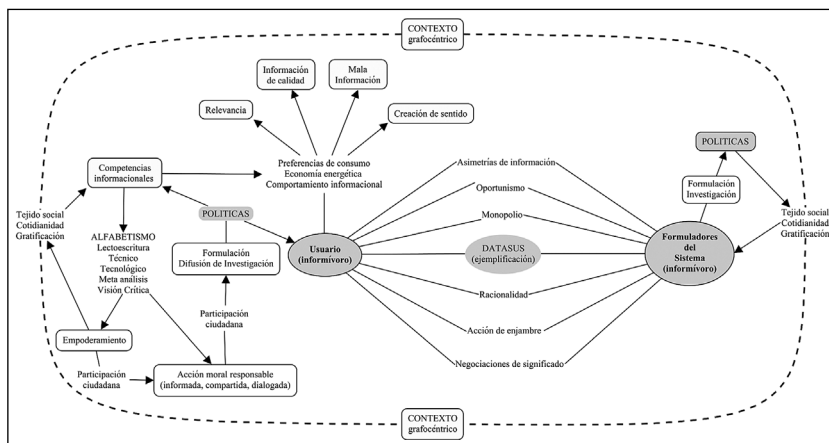 CONTEXTO
grafocéntrico
Información
de calidad
Mala
Información
Relevancia
Creación de sentido
Preferencias de consumo
Economía energética
Comportamiento informacional
Competencias
informacionales
POLITICAS
Tejido social
Cotidianidad
Gratificación
ALFABETISMO
Lectoescritura
Técnico
Tecnológico
Meta análisis
Visión Crítica
Formulación
Difusión de Investigación
Participación
ciudadana
Empoderamiento
Participación
ciudadana
Acción moral responsable
(informada, compartida, dialogada)
Usuario
(informívoro)
Asimetrías de información
Oportunismo
Monopolio
DATASUS
(ejemplificación)
Racionalidad
Acción de enjambre
Negociaciones de significado
POLITICAS
Formulación
Investigación
Formuladores
del
Sistema
(informívoro)
Tejido social
Cotidianidad
Gratificación
CONTEXTO
grafocéntrico